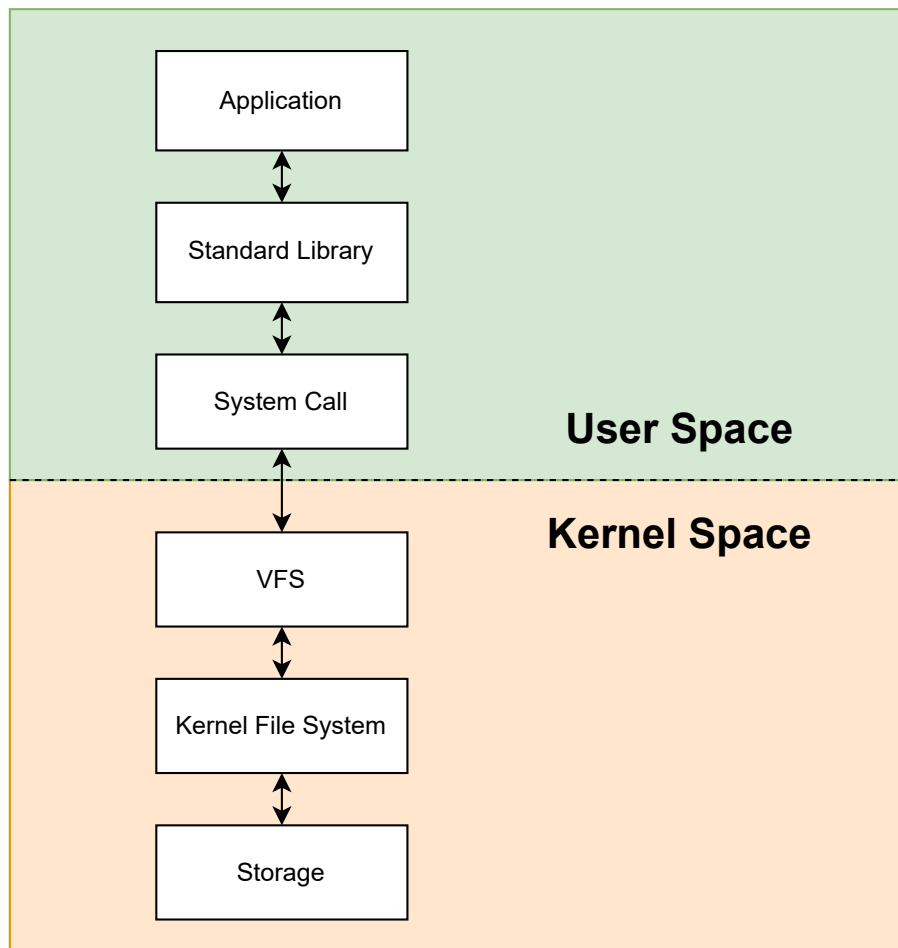 Application
Standard Library
System Call
User Space
Kernel Space
VFS
Kernel File System
Storage